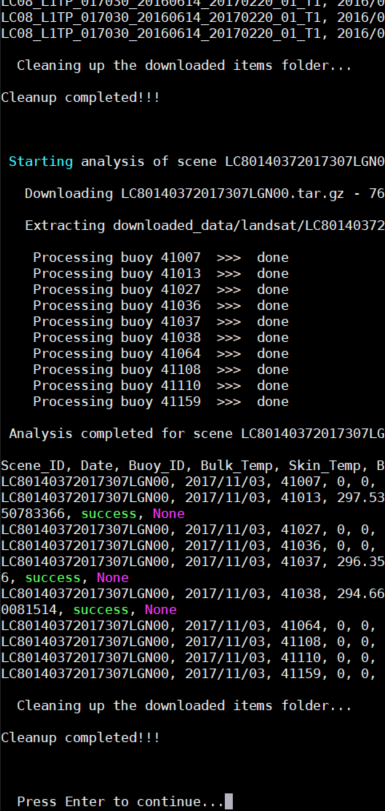 LC08_L1TP_017030_20160614_20170220_01_T1, 2016/0
LC08_L1TP_017030_20160614_20170220_01_T1, 2016/0
LC08_L1TP_017030_20160614_20170220_01_T1, 2016/0
Cleaning up the downloaded items folder...
Cleanup completed!!!
Starting analysis of scene LC80140372017307LGN0
Downloading LC80140372017307LGN00.tar.gz - 76
Extracting downloaded_data/landsat/LC80140372
Processing buoy 41007 >>> done
Processing buoy 41013 >>> done
Processing buoy 41027 >>> done
Processing buoy 41036 >>> done
Processing buoy 41037 >>> done
Processing buoy 41038 >>> done
Processing buoy 41064 >>> done
Processing buoy 41108 >>> done
Processing buoy 41110 >>> done
Processing buoy 41159 >>> done
Analysis completed for scene LC80140372017307LG
Scene_ID, Date, Buoy_ID, Bulk_Temp, Skin_Temp, B
LC80140372017307LGN00, 2017/11/03, 41007, 0, 0,
LC80140372017307LGN00, 2017/11/03, 41013, 297.53
50783366, success, None
LC80140372017307LGN00, 2017/11/03, 41027, 0, 0,
LC80140372017307LGN00, 2017/11/03, 41036, 0, 0,
LC80140372017307LGN00, 2017/11/03, 41037, 296.35
6, success, None
LC80140372017307LGN00, 2017/11/03, 41038, 294.66
0081514, success, None
LC80140372017307LGN00, 2017/11/03, 41064, 0, 0,
LC80140372017307LGN00, 2017/11/03, 41108, 0, 0,
LC80140372017307LGN00, 2017/11/03, 41110, 0, 0,
LC80140372017307LGN00, 2017/11/03, 41159, 0, 0,
Cleaning up the downloaded items folder...
Cleanup completed!!!
Press Enter to continue...